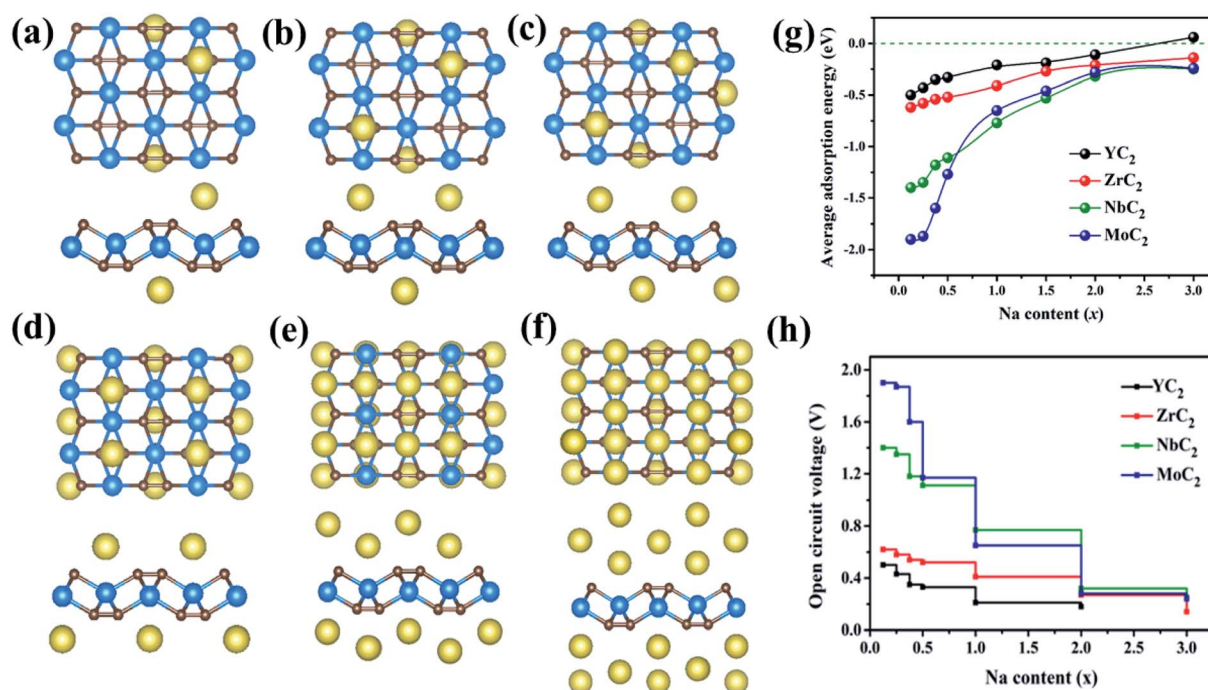 (a)
(b)
(c)
(d)
(e)
(f)
(g)
Average adsorption energy (eV)
0.0
-0.5
-1.0
-1.5
-2.0
YC₂
ZrC₂
NbC₂
MoC₂
0.0 0.5 1.0 1.5 2.0 2.5 3.0
Na content (x)
(h)
Open circuit voltage (V)
2.0
1.6
1.2
0.8
0.4
0.0
YC₂
ZrC₂
NbC₂
MoC₂
0.0 0.5 1.0 1.5 2.0 2.5 3.0
Na content (x)